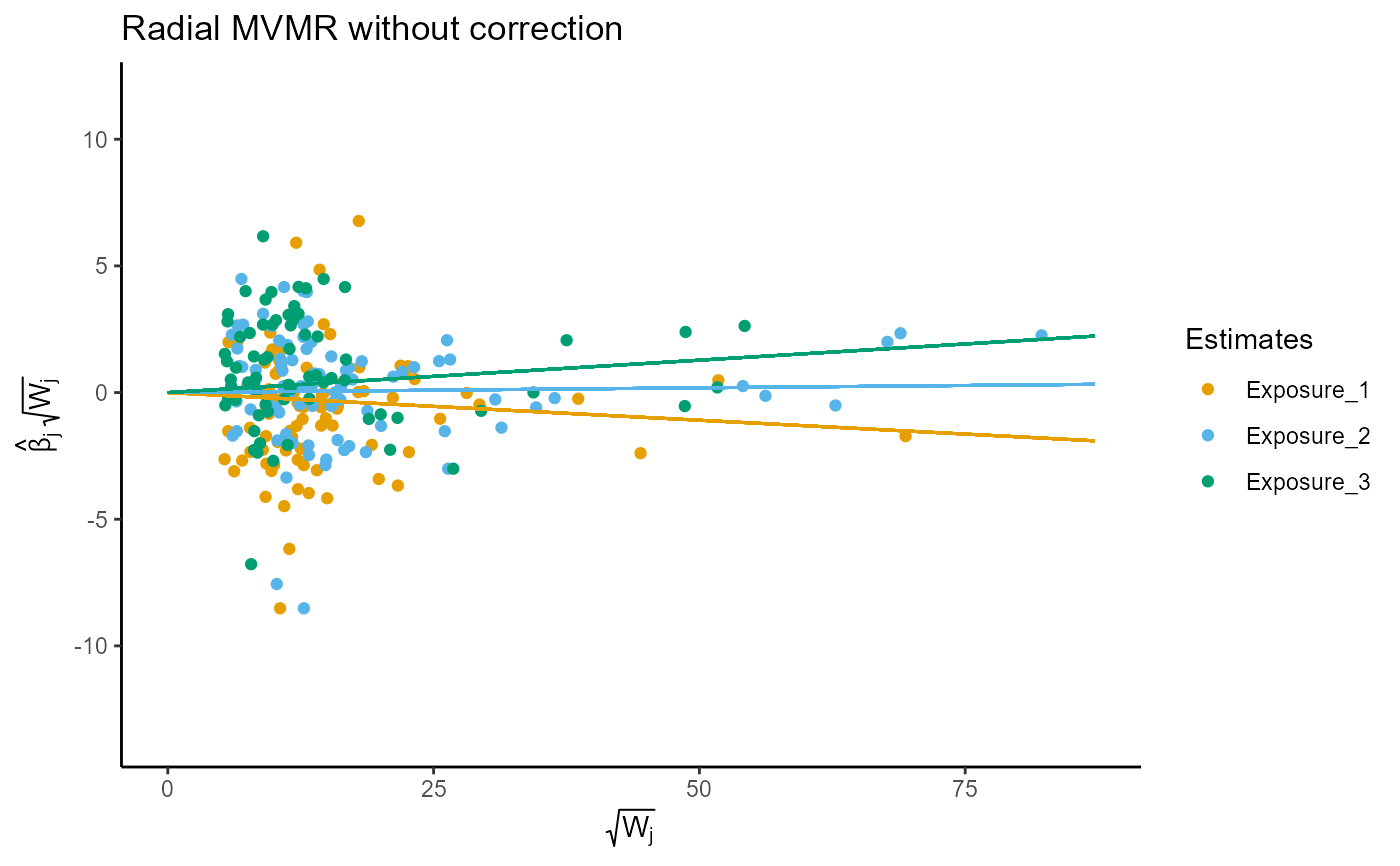 Radial MVMR without correction
10
5
0
-5
-10
β̂ⱼ√Wⱼ
0
25
50
75
√Wⱼ
Estimates
Exposure_1
Exposure_2
Exposure_3